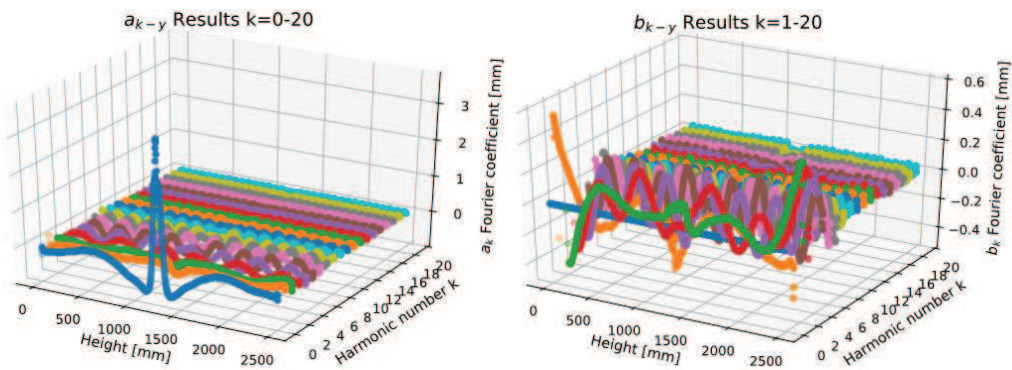 a_{k-y} Results k=0-20
3
2
1
0
a_k Fourier coefficient [mm]
0
500
1000
1500
2000
2500
Height [mm]
0 2 4 6 8 10 12 14 16 18 20
Harmonic number k
b_{k-y} Results k=1-20
0.6
0.4
0.2
0.0
−0.2
−0.4
b_k Fourier coefficient [mm]
0
500
1000
1500
2000
2500
Height [mm]
0 2 4 6 8 10 12 14 16 18 20
Harmonic number k